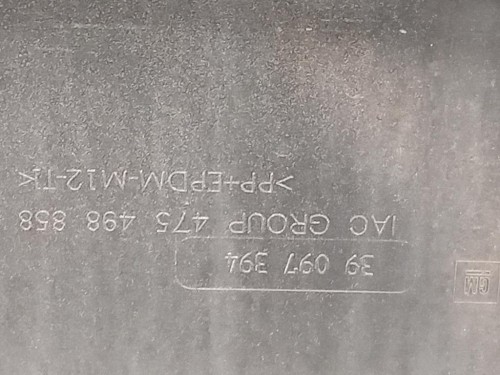 GM
39 097 394
IAC GROUP 475 498 858
>PP+EPDM-M12-T1<